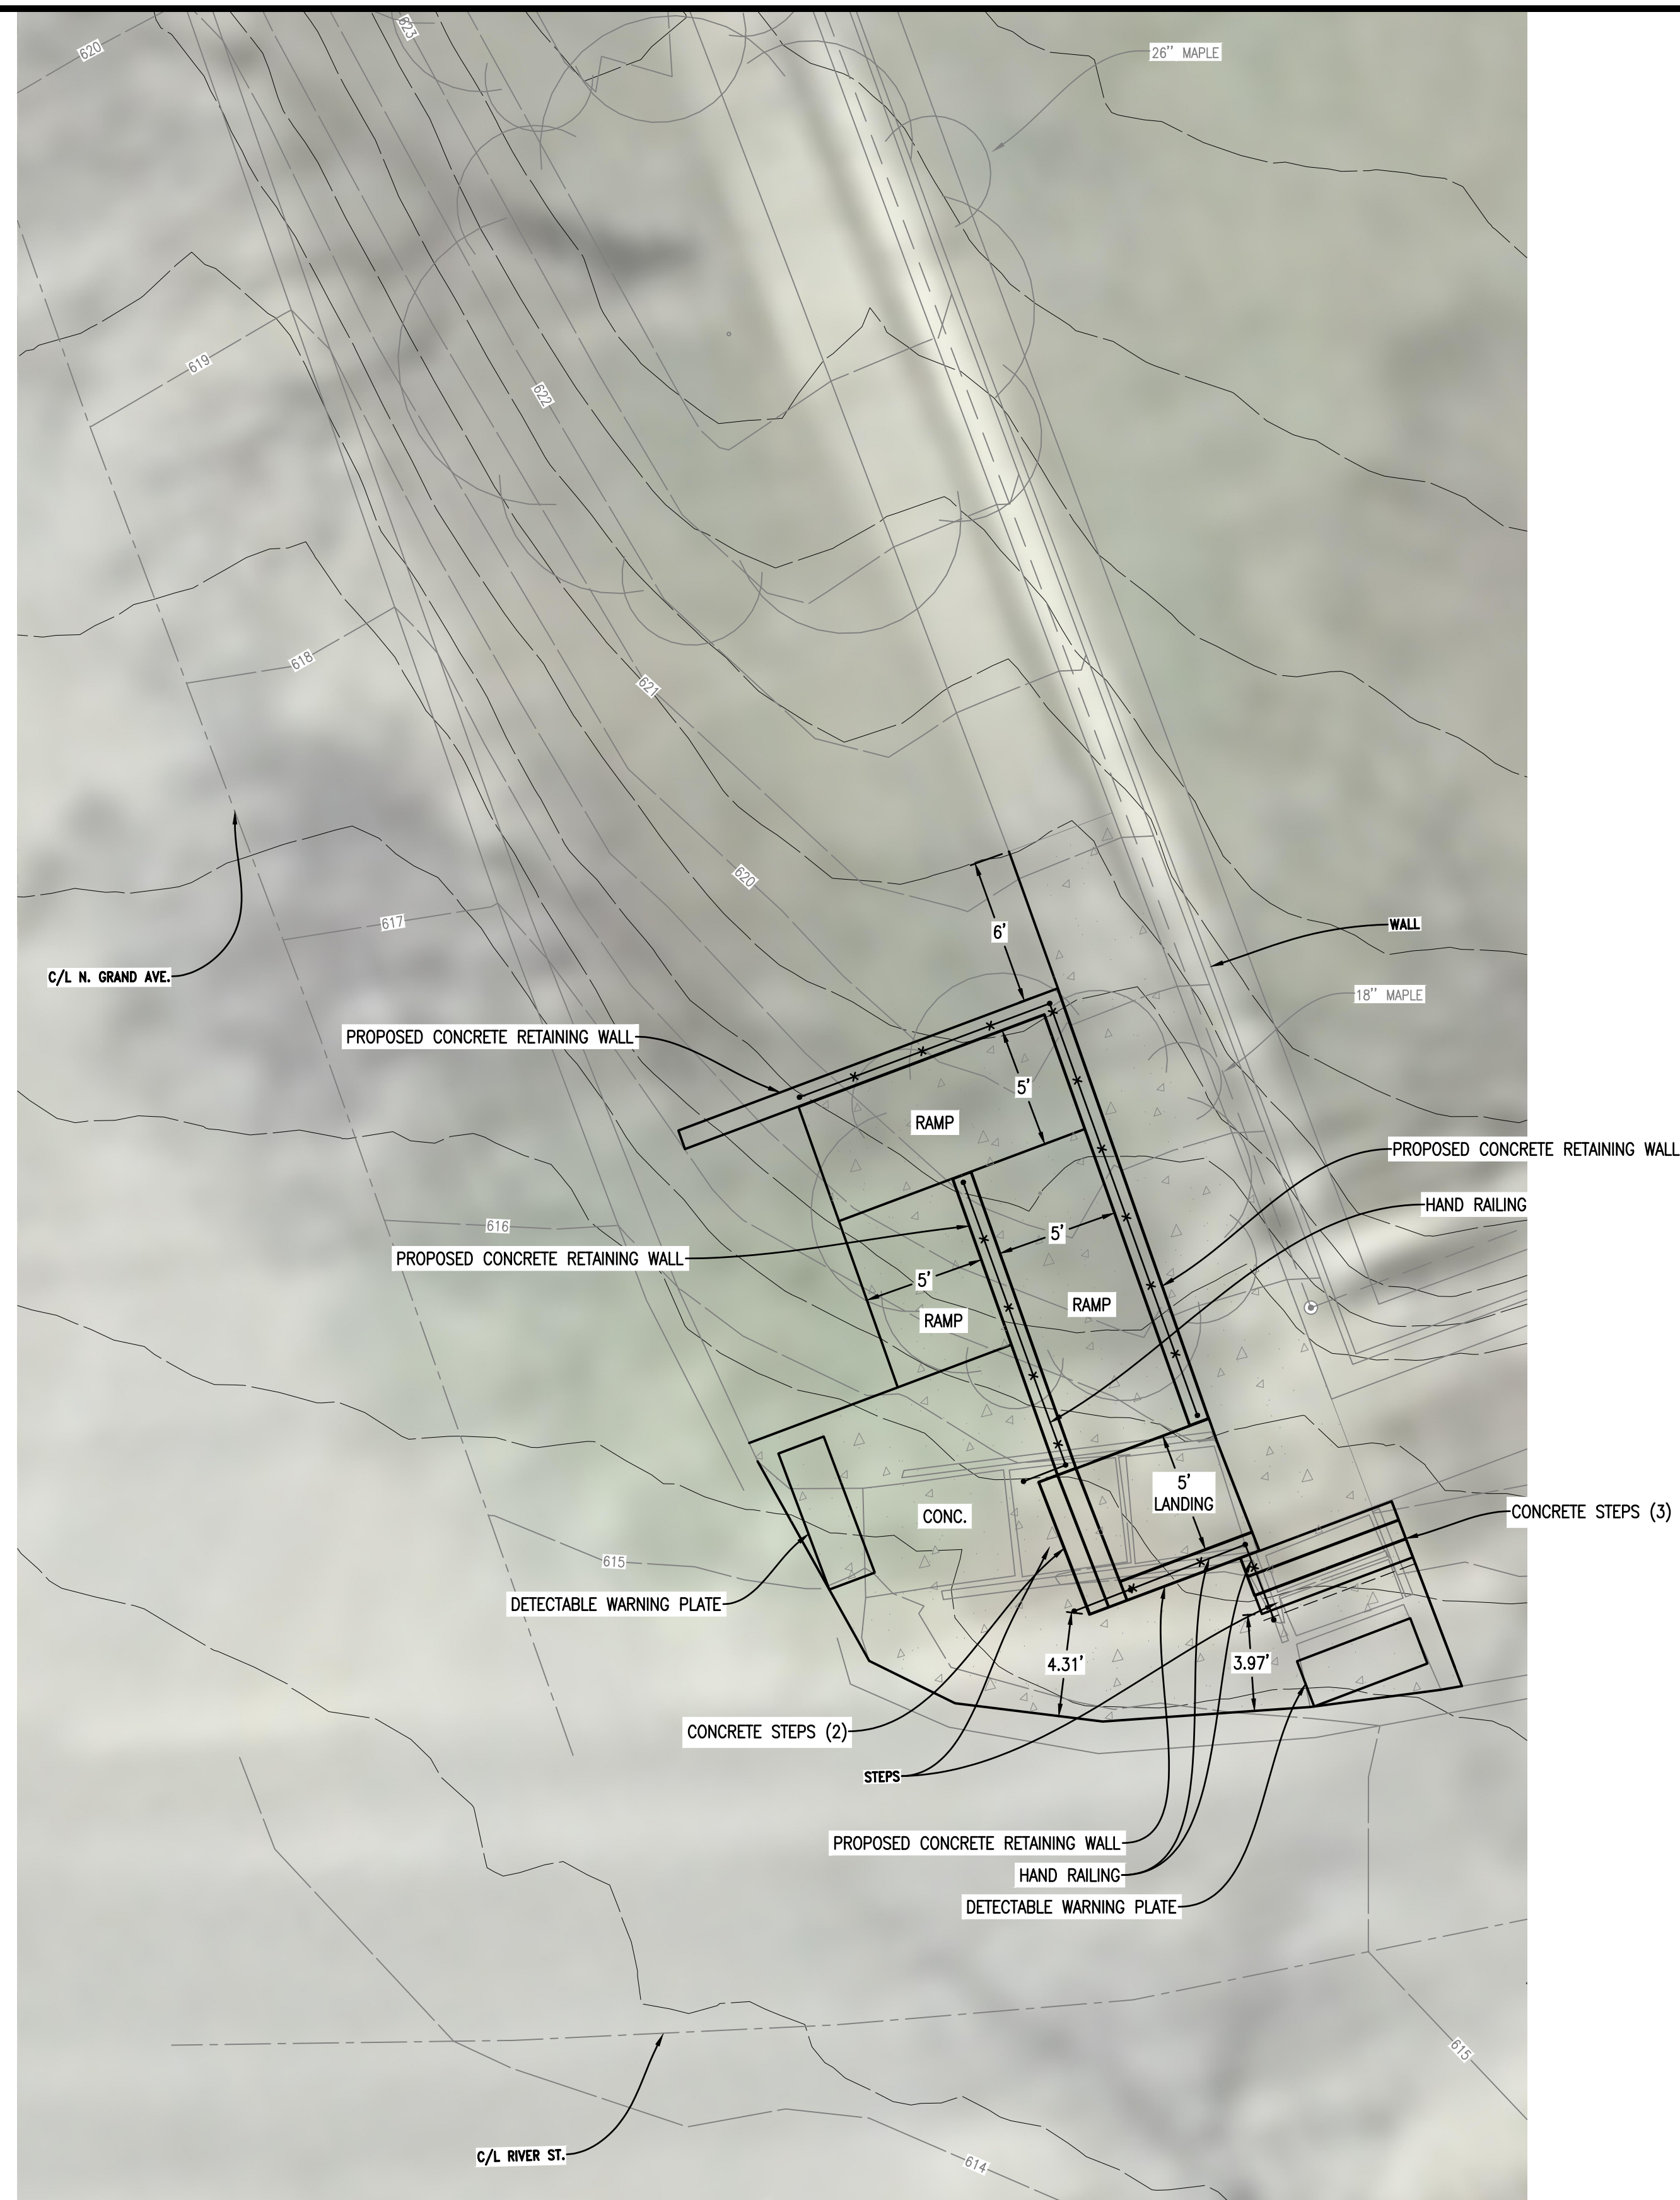 620
623
26" MAPLE
619
622
618
621
620
6'
WALL
617
C/L N. GRAND AVE.
18" MAPLE
PROPOSED CONCRETE RETAINING WALL
5'
RAMP
PROPOSED CONCRETE RETAINING WALL
HAND RAILING
616
5'
PROPOSED CONCRETE RETAINING WALL
5'
RAMP
RAMP
5'
LANDING
CONC.
CONCRETE STEPS (3)
615
DETECTABLE WARNING PLATE
4.31'
3.97'
CONCRETE STEPS (2)
STEPS
PROPOSED CONCRETE RETAINING WALL
HAND RAILING
DETECTABLE WARNING PLATE
615
C/L RIVER ST.
614